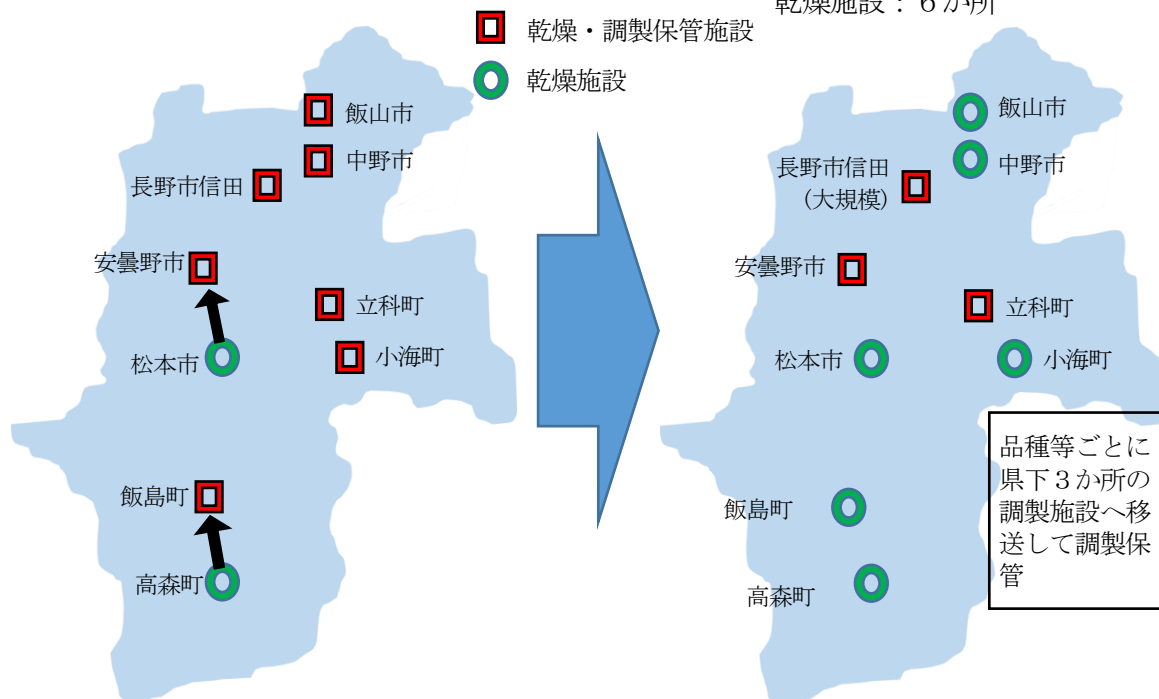 乾燥施設：６か所
乾燥・調製保管施設
乾燥施設
飯山市
中野市
長野市信田
安曇野市
立科町
松本市
小海町
飯島町
高森町
飯山市
中野市
長野市信田
（大規模）
安曇野市
立科町
松本市
小海町
飯島町
高森町
品種等ごとに
県下３か所の
調製施設へ移
送して調製保
管